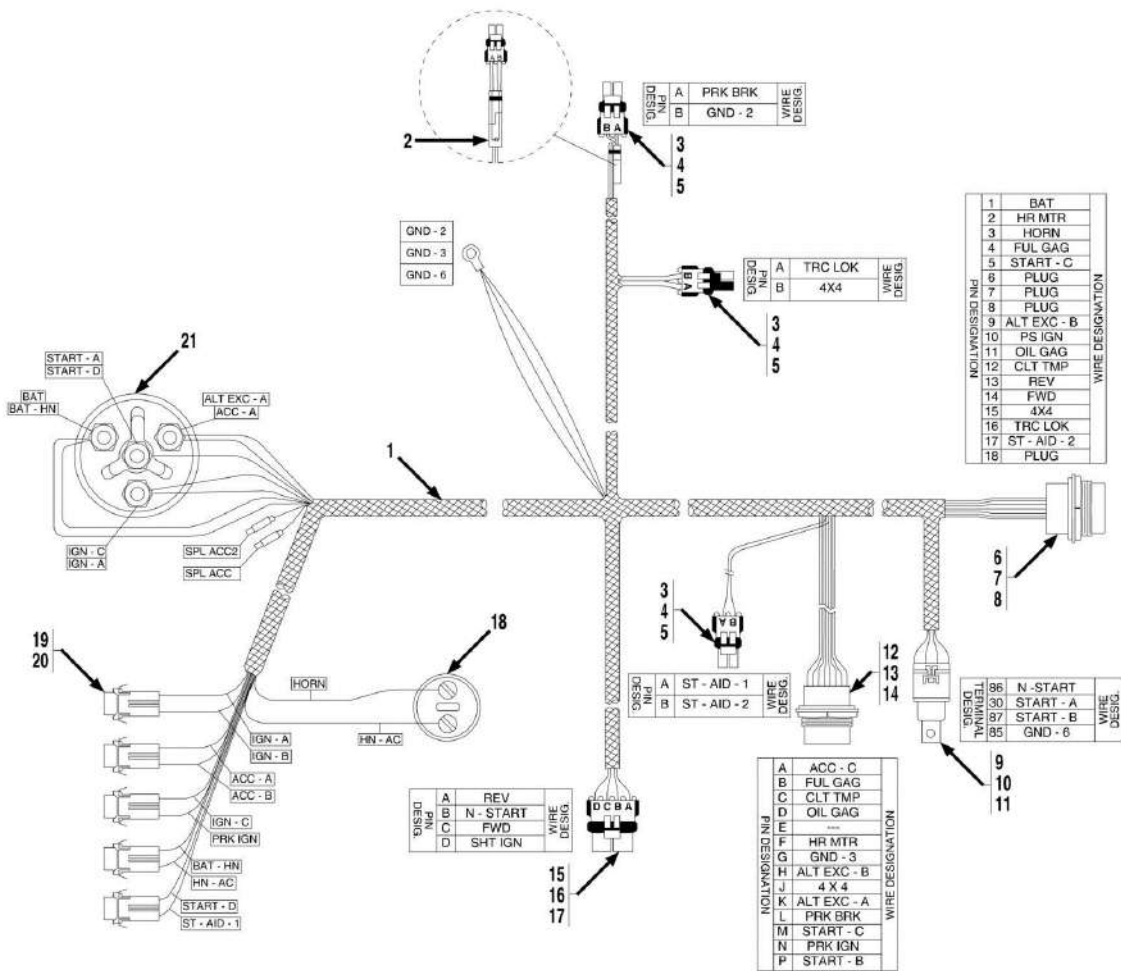 2
A B
PIN DESIG.
A PRK BRK
B GND - 2
WIRE DESIG.
B A
3
4
5
GND - 2
GND - 3
GND - 6
PIN DESIG
A TRC LOK
B 4X4
WIRE DESIG.
B A
3
4
5
PIN DESIGNATION
1 BAT
2 HR MTR
3 HORN
4 FUL GAG
5 START - C
6 PLUG
7 PLUG
8 PLUG
9 ALT EXC - B
10 PS IGN
11 OIL GAG
12 CLT TMP
13 REV
14 FWD
15 4X4
16 TRC LOK
17 ST - AID - 2
18 PLUG
WIRE DESIGNATION
21
START - A
START - D
BAT
BAT - HN
ALT EXC - A
ACC - A
IGN - C
IGN - A
SPL ACC2
SPL ACC
1
6
7
8
3
4
5
B A
PIN DESIG.
A ST - AID - 1
B ST - AID - 2
WIRE DESIG.
12
13
14
TERMINAL DESIG.
86 N -START
30 START - A
87 START - B
85 GND - 6
WIRE DESIG.
9
10
11
19
20
18
HORN
HN - AC
IGN - A
IGN - B
ACC - A
ACC - B
IGN - C
PRK IGN
BAT - HN
HN - AC
START - D
ST - AID - 1
PIN DESIG.
A REV
B N - START
C FWD
D SHT IGN
WIRE DESIG.
D C B A
15
16
17
PIN DESIGNATION
A ACC - C
B FUL GAG
C CLT TMP
D OIL GAG
E ---
F HR MTR
G GND - 3
H ALT EXC - B
J 4 X 4
K ALT EXC - A
L PRK BRK
M START - C
N PRK IGN
P START - B
WIRE DESIGNATION